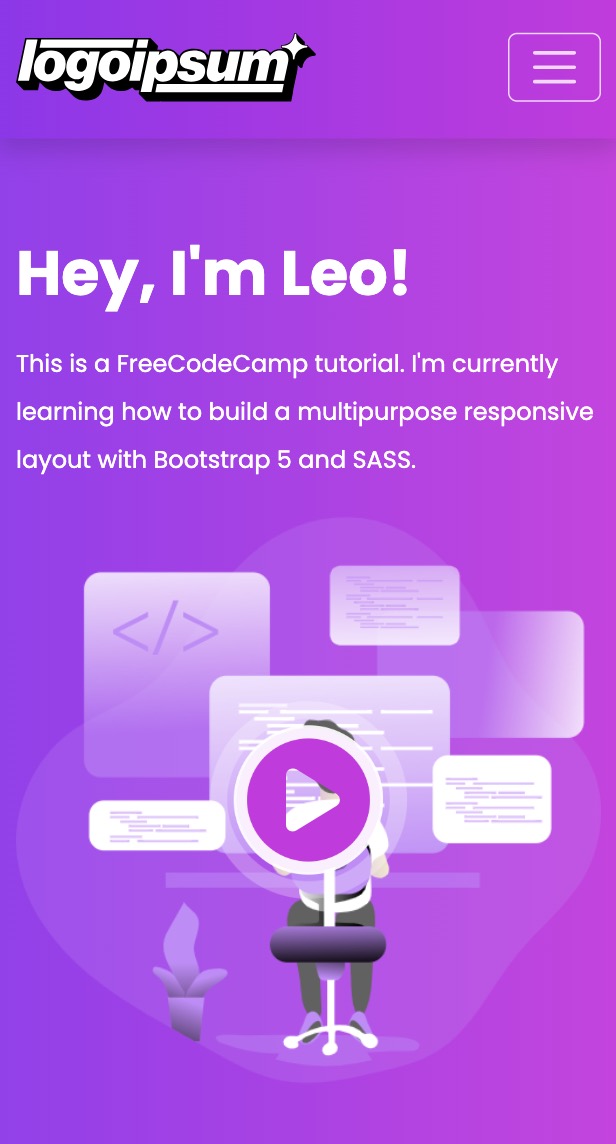 logoipsum
Hey, I'm Leo!
This is a FreeCodeCamp tutorial. I'm currently
learning how to build a multipurpose responsive
layout with Bootstrap 5 and SASS.
</>